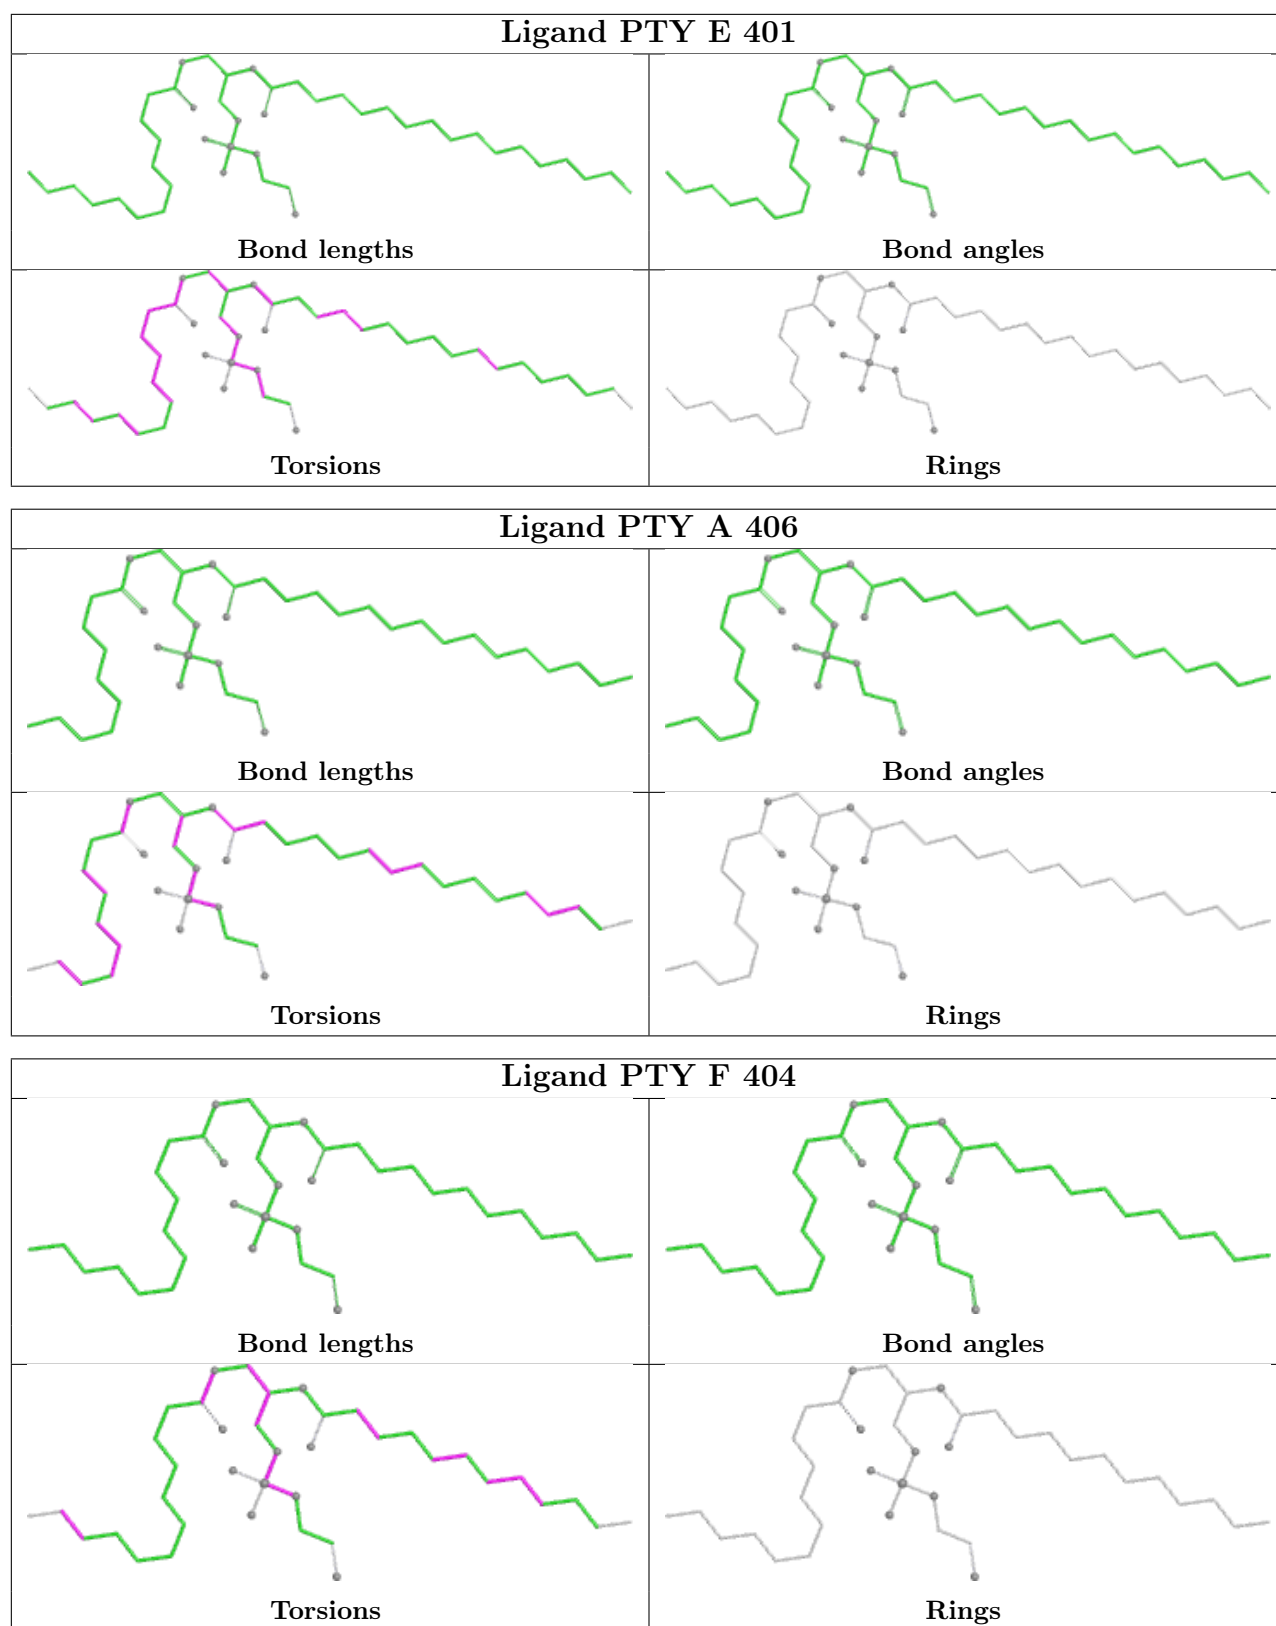 Ligand PTY E 401
Bond lengths
Bond angles
Torsions
Rings
Ligand PTY A 406
Bond lengths
Bond angles
Torsions
Rings
Ligand PTY F 404
Bond lengths
Bond angles
Torsions
Rings